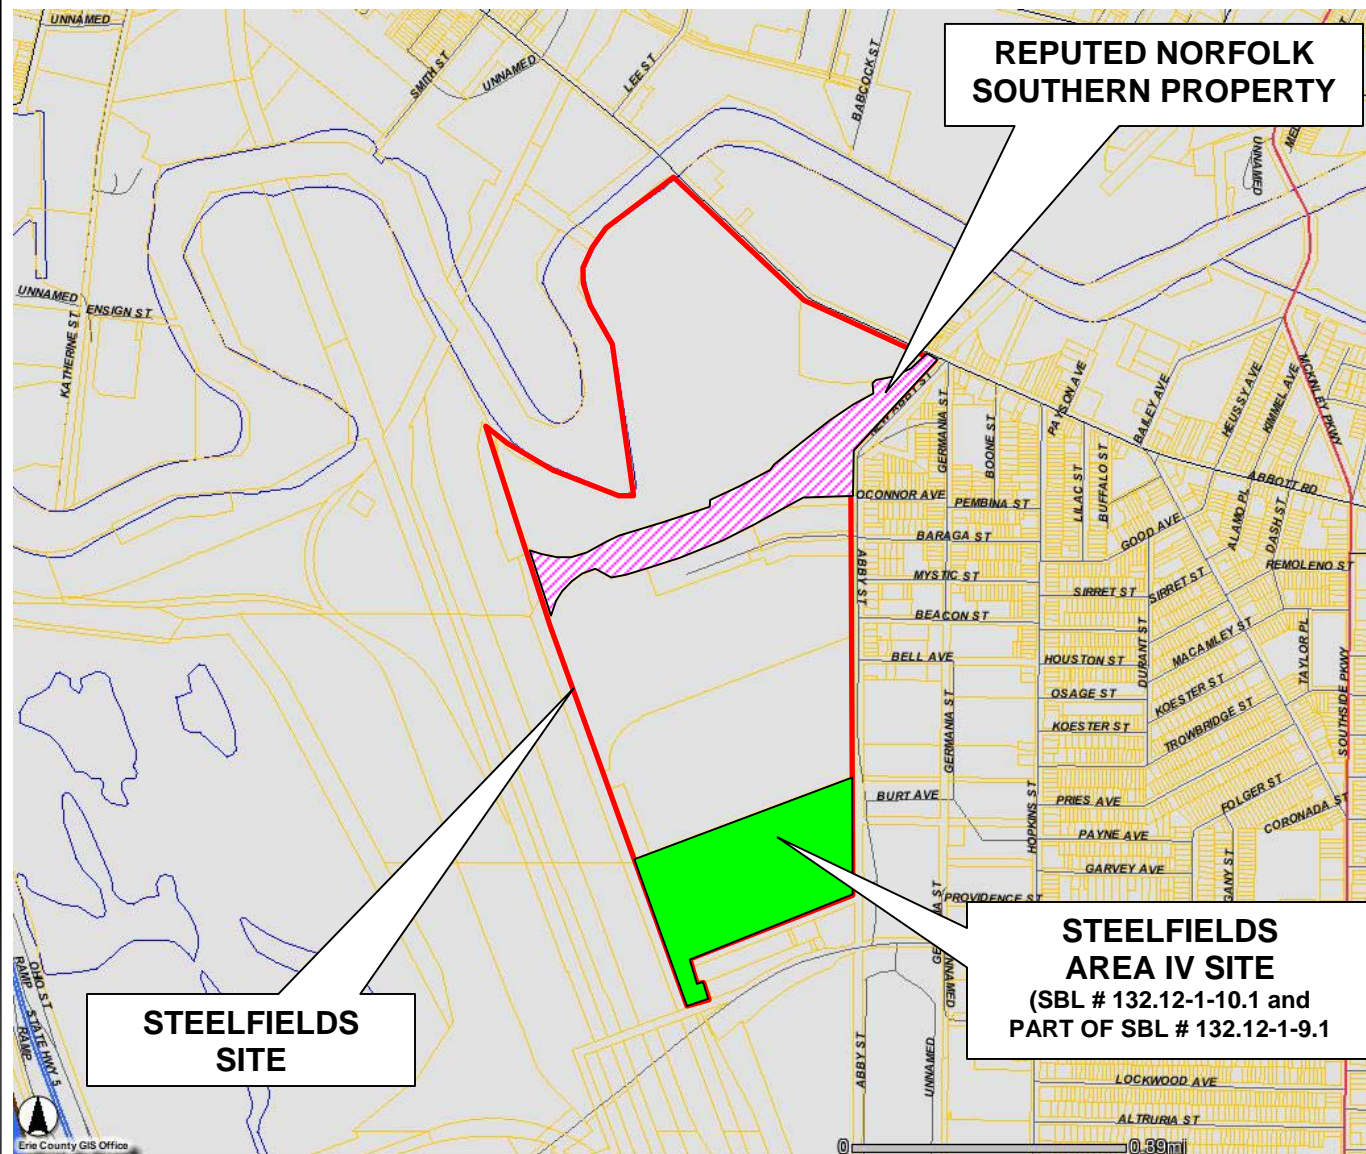 UNNAMED
SMITH ST
UNNAMED
LEE ST
BABCOCK ST
REPUTED NORFOLK
SOUTHERN PROPERTY
UNNAMED
UNNAMED
ENSIGN ST
KATHERINE ST
NEW ABBY ST
GERMANIA ST
BOONE ST
PAYSON AVE
BAILEY AVE
HEUSSY AVE
KIMMEL AVE
MCKINLEY PKWY
ABBOTT RD
OCONNOR AVE
PEMBINA ST
LILAC ST
BUFFALO ST
GOOD AVE
ALAMO PL
DASH ST
BARAGA ST
REMOLENO ST
ABBY ST
MYSTIC ST
SIRRET ST
SIRRET ST
BEACON ST
MACAMLEY ST
TAYLOR PL
BELL AVE
HOUSTON ST
DURANT ST
OSAGE ST
KOESTER ST
KOESTER ST
TROWBRIDGE ST
SOUTHSIDE PKWY
GERMANIA ST
BURT AVE
HOPKINS ST
PRIES AVE
FOLGER ST
CORONADA ST
PAYNE AVE
GARVEY AVE
GANY ST
PROVIDENCE ST
STEELFIELDS
AREA IV SITE
(SBL # 132.12-1-10.1 and
PART OF SBL # 132.12-1-9.1
STEELFIELDS
SITE
OHIO ST
RAMP
STATE HWY 5
RAMP
ABBY ST
UNNAMED
LOCKWOOD AVE
ALTRURIA ST
Erie County GIS Office
0
0.39mi